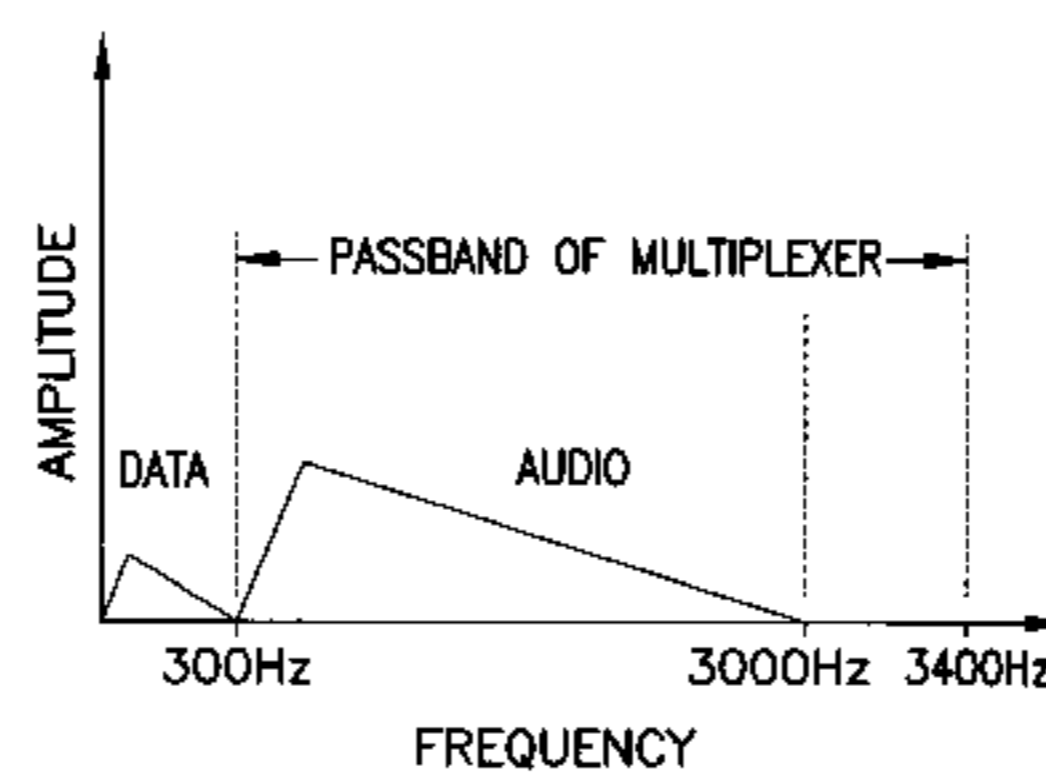 AMPLITUDE
PASSBAND OF MULTIPLEXER
DATA
AUDIO
300Hz
3000Hz
3400Hz
FREQUENCY